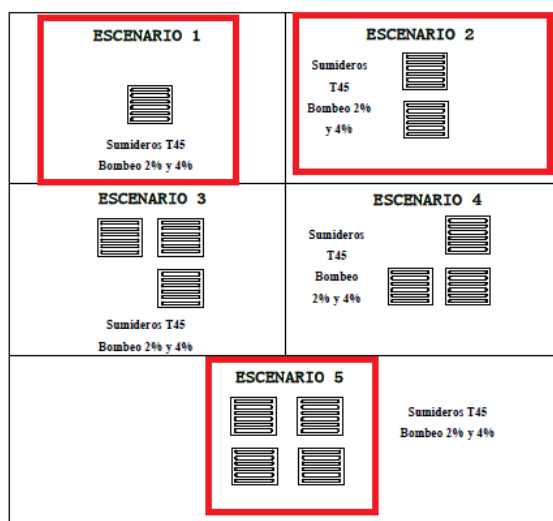 ESCENARIO 1
Sumideros T45
Bombeo 2% y 4%
ESCENARIO 2
Sumideros
T45
Bombeo 2%
y 4%
ESCENARIO 3
Sumideros T45
Bombeo 2% y 4%
ESCENARIO 4
Sumideros
T45
Bombeo
2% y 4%
ESCENARIO 5
Sumideros T45
Bombeo 2% y 4%